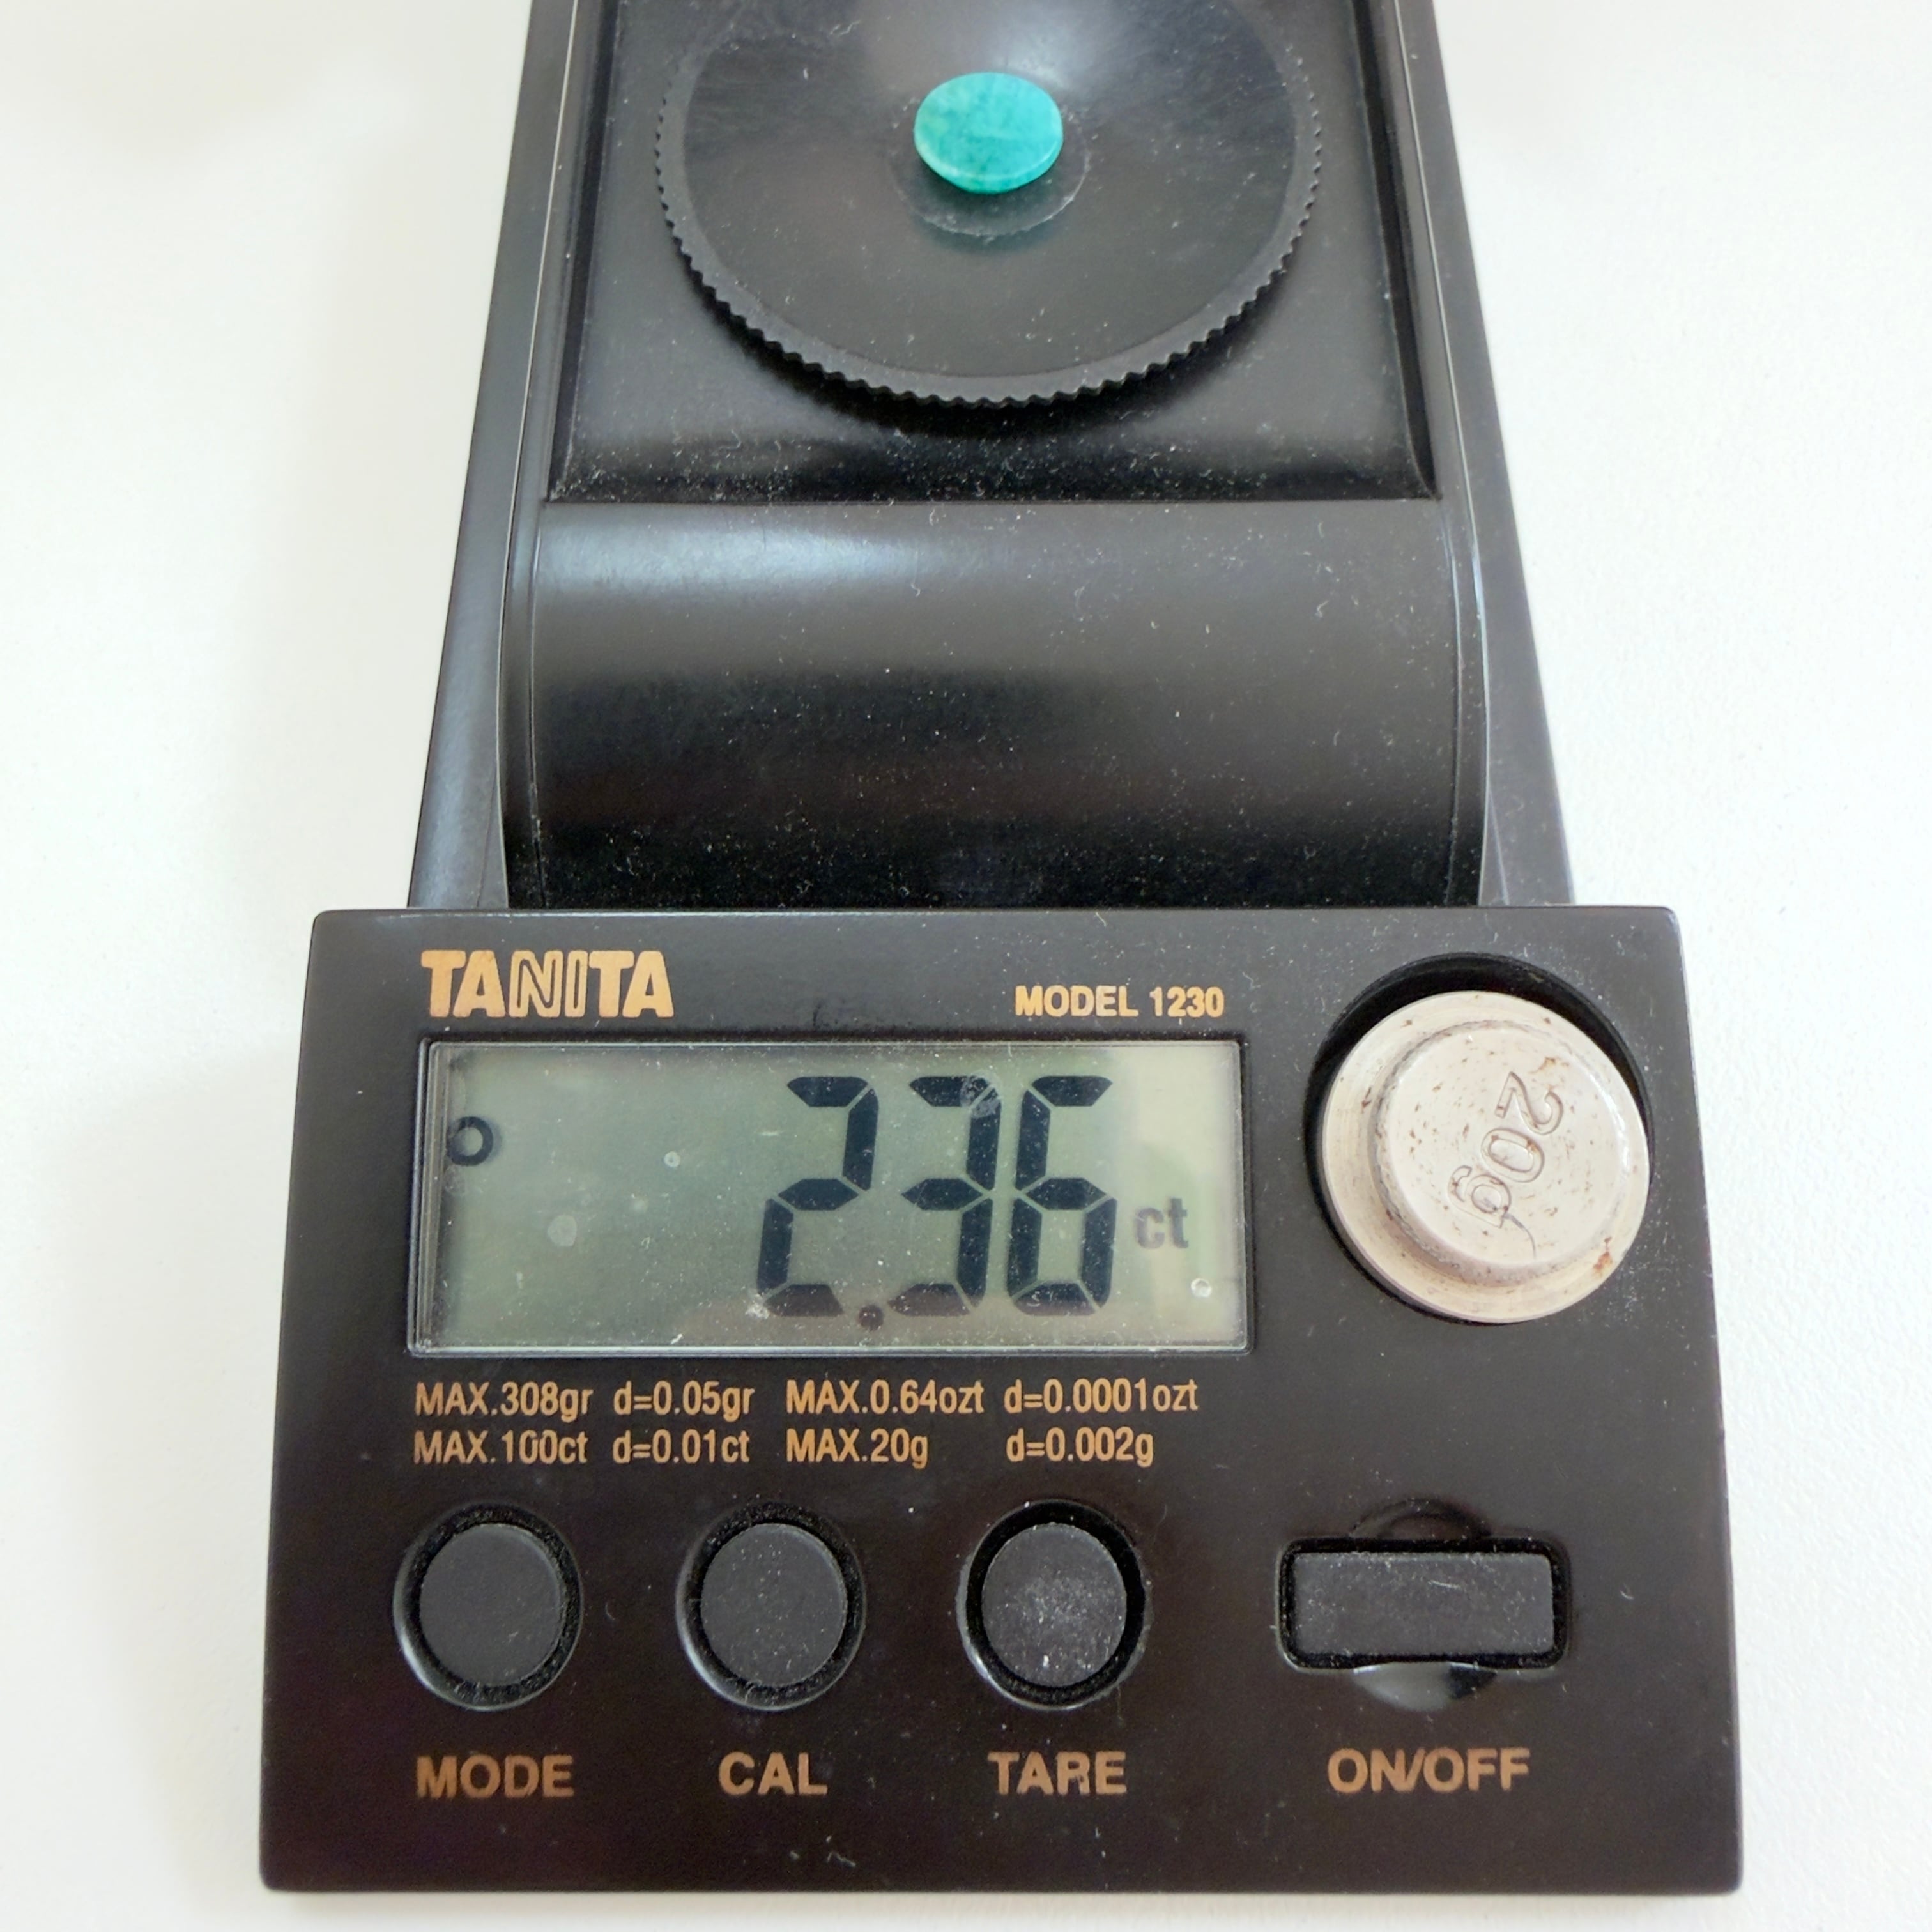 TANITA
MODEL 1230
2.36 ct
20g
MAX.308gr d=0.05gr MAX.0.64ozt d=0.0001ozt
MAX.100ct d=0.01ct MAX.20g d=0.002g
MODE CAL TARE ON/OFF